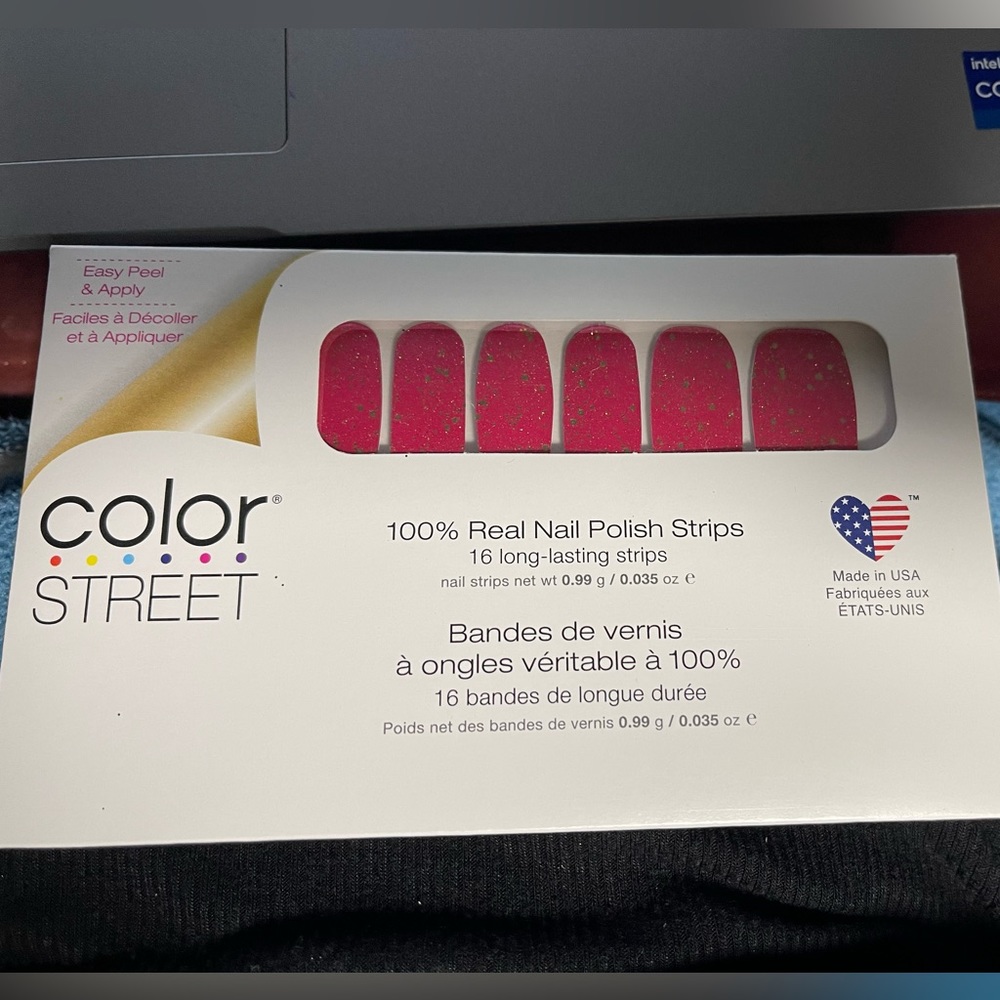 intel
Easy Peel
& Apply
Faciles à Décoller
et à Appliquer
color®
STREET
100% Real Nail Polish Strips
16 long-lasting strips
nail strips net wt 0.99 g / 0.035 oz ℮
Bandes de vernis
à ongles véritable à 100%
16 bandes de longue durée
Poids net des bandes de vernis 0.99 g / 0.035 oz ℮
™
Made in USA
Fabriquées aux
ÉTATS-UNIS